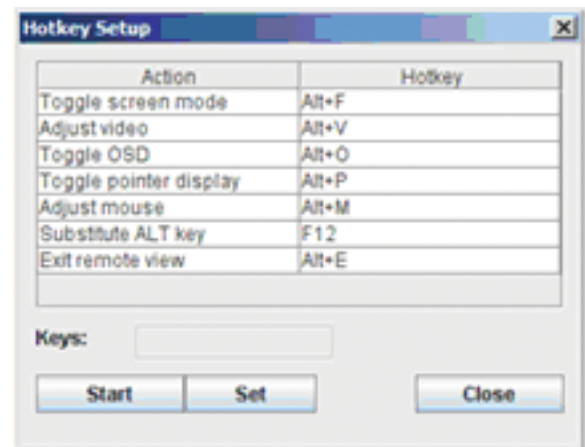 Hotkey Setup
Action Hotkey
Toggle screen mode Alt+F
Adjust video Alt+V
Toggle OSD Alt+O
Toggle pointer display Alt+P
Adjust mouse Alt+M
Substitute ALT key F12
Exit remote view Alt+E
Keys:
Start Set Close